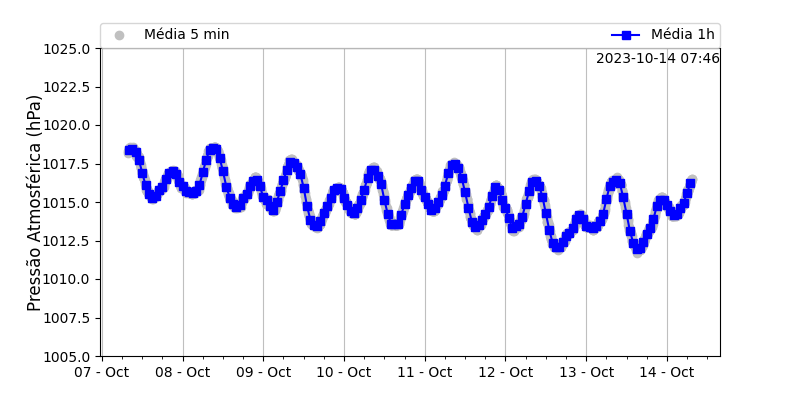 Média 5 min
Média 1h
2023-10-14 07:46
Pressão Atmosférica (hPa)
1025.0
1022.5
1020.0
1017.5
1015.0
1012.5
1010.0
1007.5
1005.0
07 - Oct 08 - Oct 09 - Oct 10 - Oct 11 - Oct 12 - Oct 13 - Oct 14 - Oct